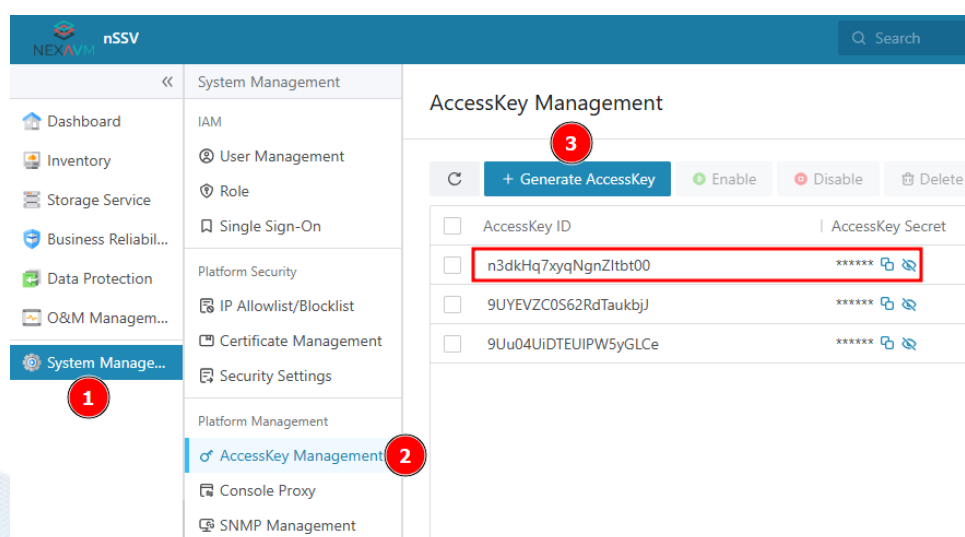 NEXAVM nSSV
Search
System Management
Dashboard
Inventory
Storage Service
Business Reliabil...
Data Protection
O&M Managem...
System Manage...
1
IAM
User Management
Role
Single Sign-On
Platform Security
IP Allowlist/Blocklist
Certificate Management
Security Settings
Platform Management
AccessKey Management
2
Console Proxy
SNMP Management
AccessKey Management
3
+ Generate AccessKey Enable Disable Delete
AccessKey ID AccessKey Secret
n3dkHq7xyqNgnZltbt00 ******
9UYEVZC0S62RdTaukbjJ ******
9Uu04UiDTEUIPW5yGLCe ******